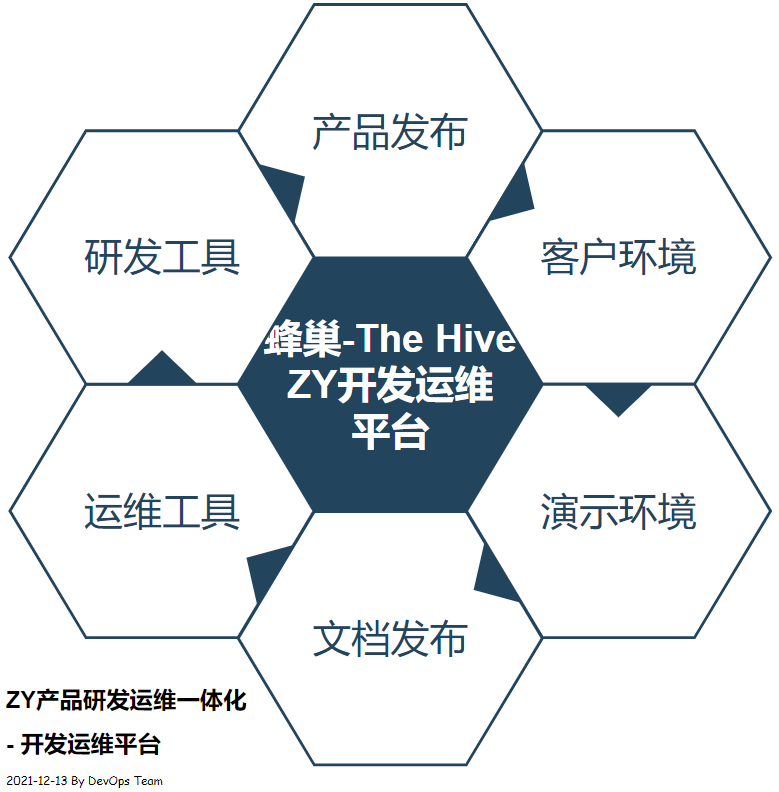 产品发布
研发工具
客户环境
蜂巢-The Hive
ZY开发运维
平台
运维工具
演示环境
文档发布
ZY产品研发运维一体化
- 开发运维平台
2021-12-13 By DevOps Team